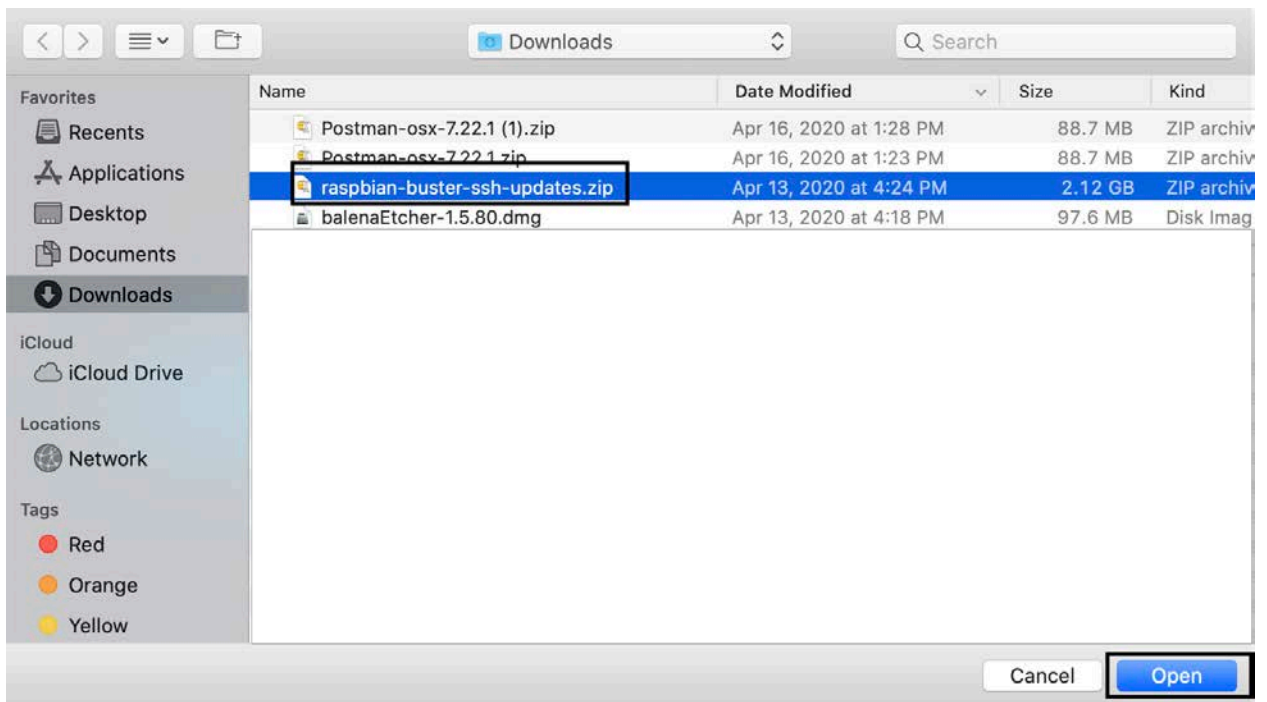 Downloads
Search
Favorites
Recents
Applications
Desktop
Documents
Downloads
iCloud
iCloud Drive
Locations
Network
Tags
Red
Orange
Yellow
Name Date Modified Size Kind
Postman-osx-7.22.1 (1).zip Apr 16, 2020 at 1:28 PM 88.7 MB ZIP archiv
Postman-osx-7.22.1.zip Apr 16, 2020 at 1:23 PM 88.7 MB ZIP archiv
raspbian-buster-ssh-updates.zip Apr 13, 2020 at 4:24 PM 2.12 GB ZIP archiv
balenaEtcher-1.5.80.dmg Apr 13, 2020 at 4:18 PM 97.6 MB Disk Imag
Cancel Open